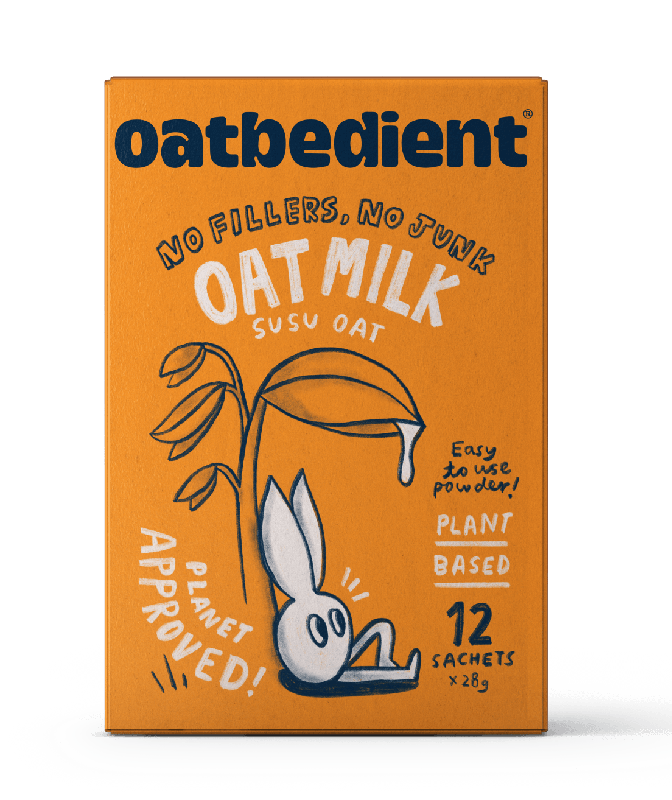 oatbedient®
NO FILLERS, NO JUNK
OAT MILK
SUSU OAT
Easy
to use
powder!
PLANT
BASED
PLANET
APPROVED!
12
SACHETS
x 28g